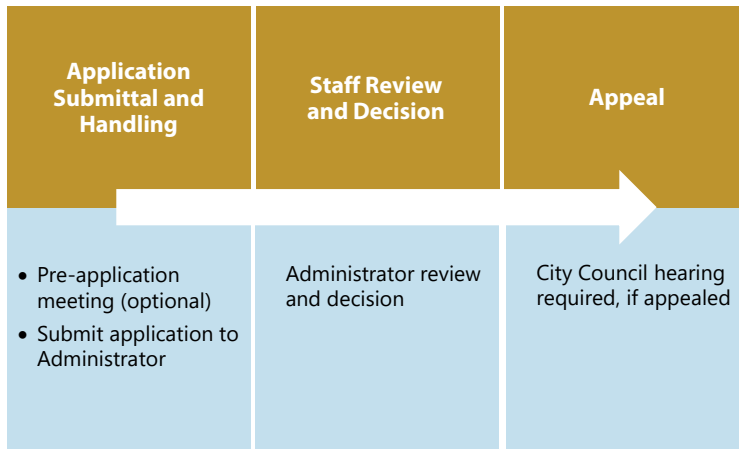 Application
Submittal and
Handling
Staff Review
and Decision
Appeal
• Pre-application
meeting (optional)
• Submit application to
Administrator
Administrator review
and decision
City Council hearing
required, if appealed